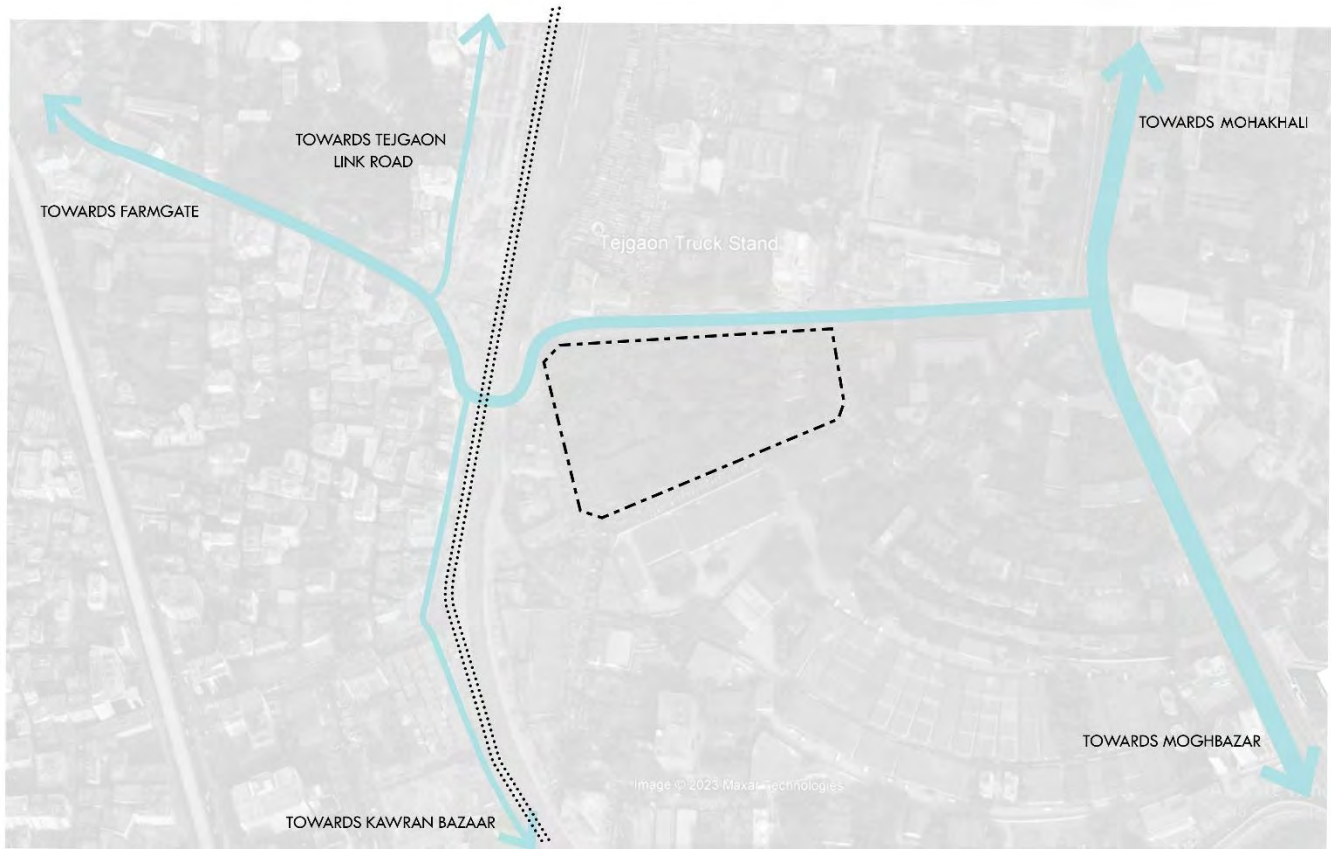 TOWARDS TEJGAON
LINK ROAD
TOWARDS MOHAKHALI
TOWARDS FARMGATE
Tejgaon Truck Stand
TOWARDS MOGHBAZAR
Image © 2023 Maxar Technologies
TOWARDS KAWRAN BAZAAR